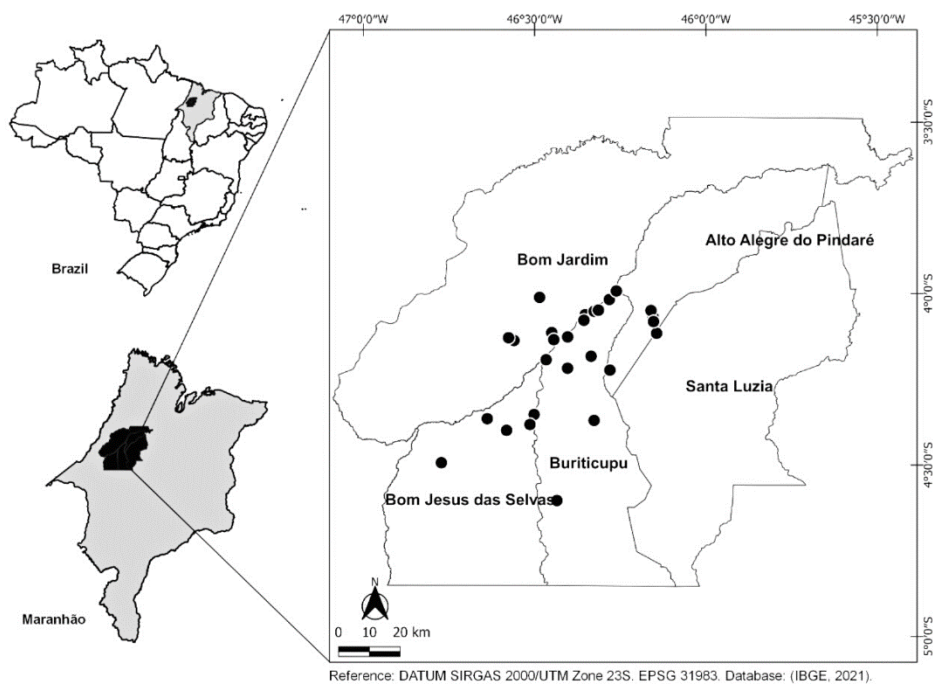 47°0'0"W 46°30'0"W 46°0'0"W 45°30'0"W
3°30'0"S
Alto Alegre do Pindaré
Bom Jardim
Brazil
4°0'0"S
Santa Luzia
Buriticupu
4°30'0"S
Bom Jesus das Selvas
N
Maranhão
0 10 20 km
5°0'0"S
Reference: DATUM SIRGAS 2000/UTM Zone 23S. EPSG 31983. Database: (IBGE, 2021).